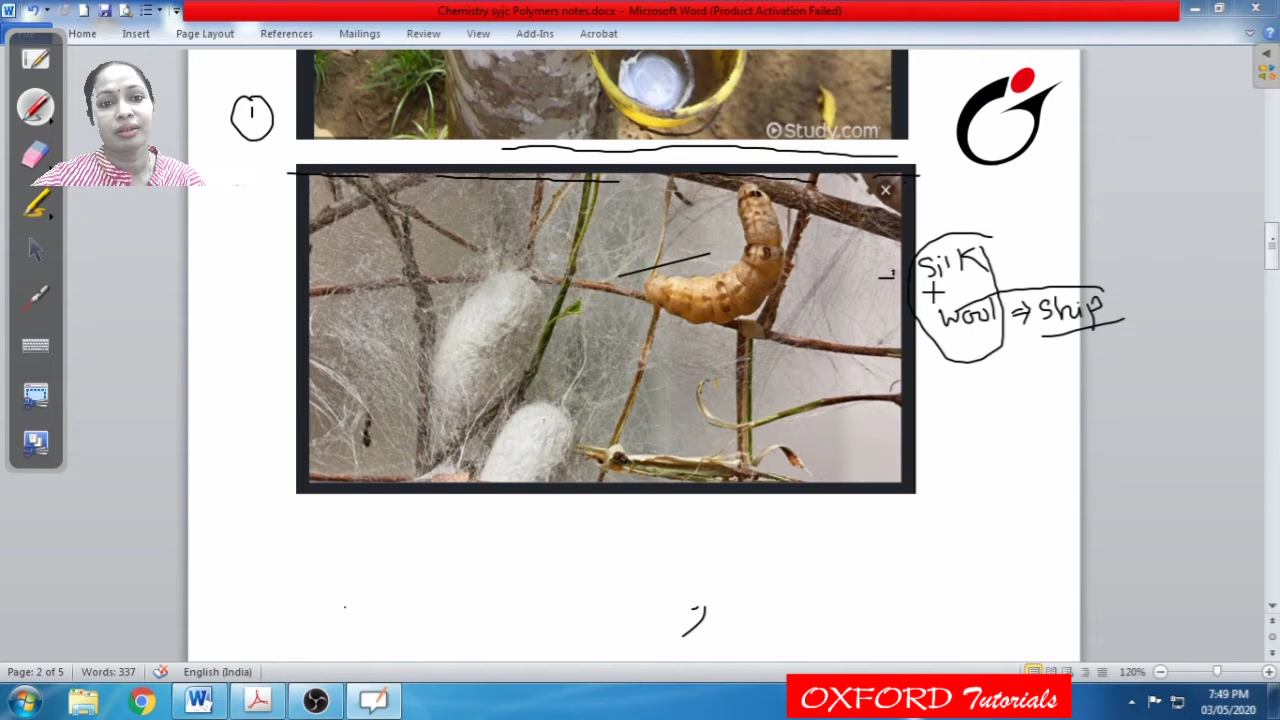 Chemistry syjc Polymers notes.docx - Microsoft Word (Product Activation Failed)
Home Insert Page Layout References Mailings Review View Add-Ins Acrobat
1
Study.com
Silk
+
Wool ⇒ Ship
Page: 2 of 5 Words: 337 English (India) 120%
OXFORD Tutorials
7:49 PM
03/05/2020